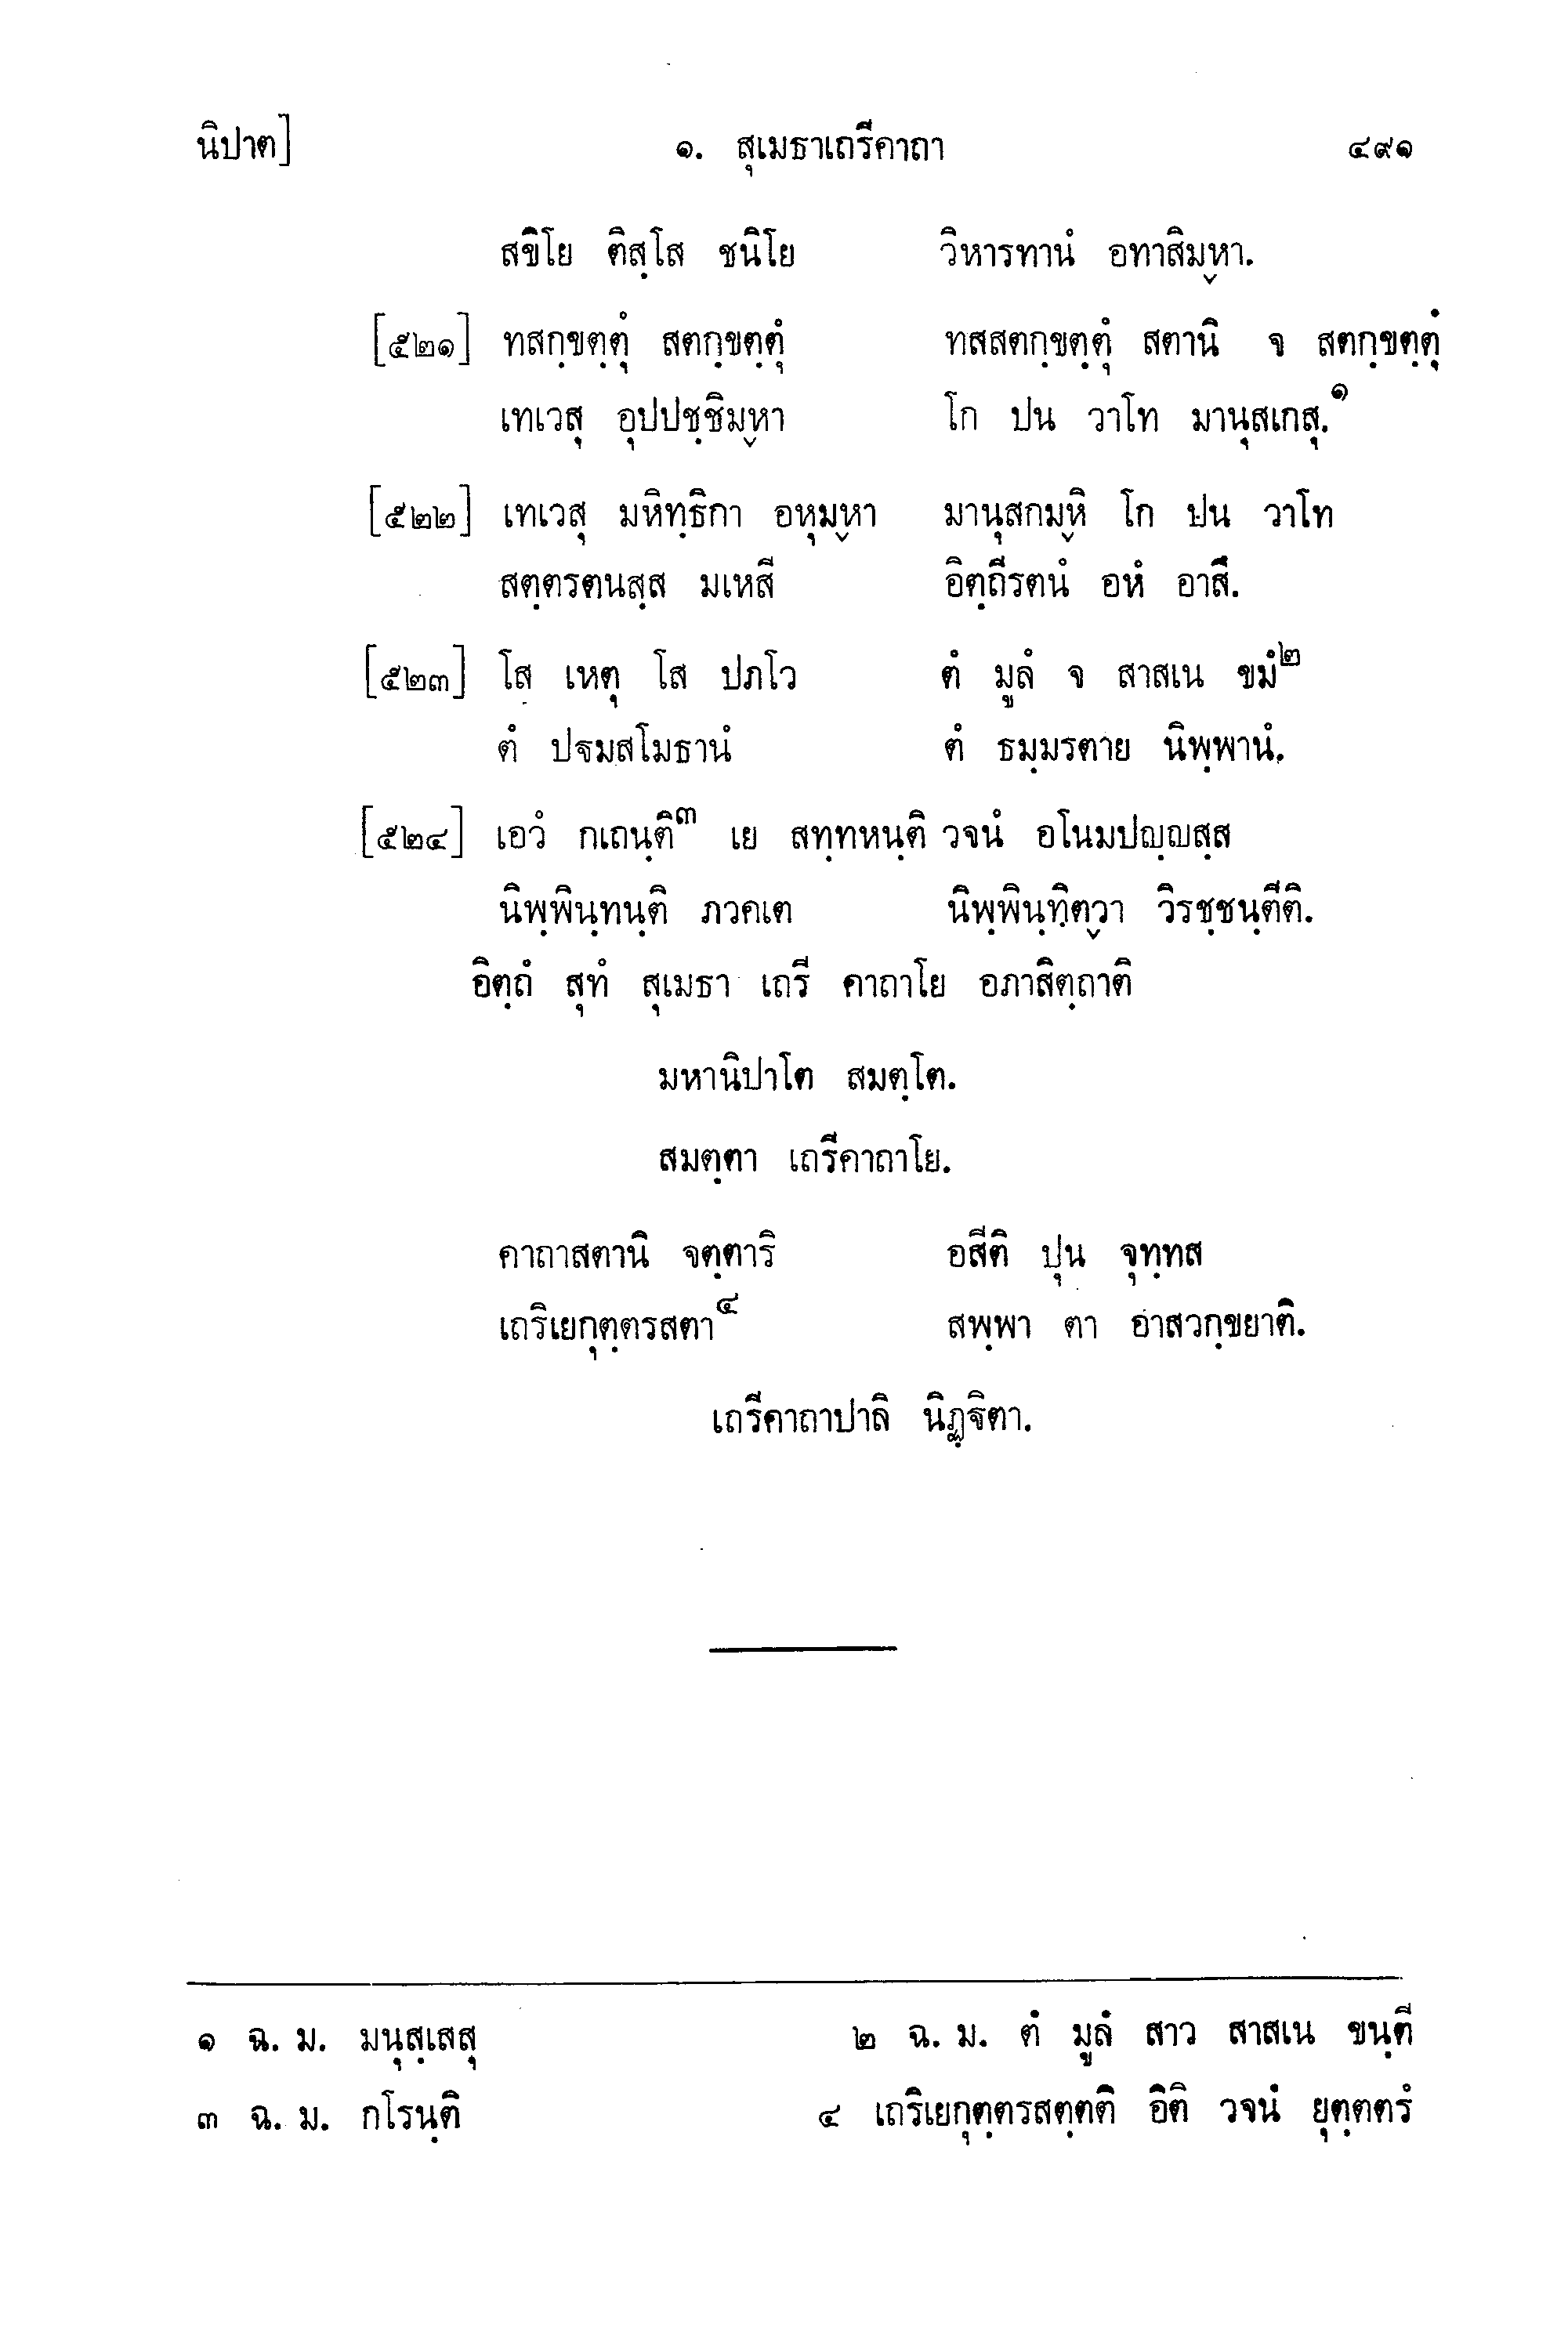 นิปาต] ๑. สุเมธาเถรีคาถา ๔๙๑
สขิโย ติสฺโส ชนิโย วิหารทานํ อทาสิมฺหา.
[๕๒๑] ทสกฺขตฺตุํ สตกฺขตฺตุํ ทสสตกฺขตฺตุํ สตานิ จ สตกฺขตฺตุํ
เทเวสุ อุปปชฺชิมฺหา โก ปน วาโท มานุสเกสุ.๑
[๕๒๒] เทเวสุ มหิทฺธิกา อหุมฺหา มานุสกมฺหิ โก ปน วาโท
สตฺตรตนสฺส มเหสี อิตฺถีรตนํ อหํ อาสึ.
[๕๒๓] โส เหตุ โส ปภโว ตํ มูลํ จ สาสเน ขมํ๒
ตํ ปฐมสโมธานํ ตํ ธมฺมรตาย นิพฺพานํ.
[๕๒๔] เอวํ กเถนฺติ๓ เย สทฺทหนฺติ วจนํ อโนมปญฺญสฺส
นิพฺพินฺทนฺติ ภวคเต นิพฺพินฺทิตฺวา วิรชฺชนฺตีติ.
อิตฺถํ สุทํ สุเมธา เถรี คาถาโย อภาสิตฺถาติ
มหานิปาโต สมตฺโต.
สมตฺตา เถรีคาถาโย.
คาถาสตานิ จตฺตาริ อสีติ ปุน จุทฺทส
เถริเยกุตฺตรสตา๔ สพฺพา ตา อาสวกฺขยาติ.
เถรีคาถาปาลิ นิฏฺฐิตา.
๑ ฉ. ม. มนุสฺเสสุ ๒ ฉ. ม. ตํ มูลํ สาว สาสเน ขนฺตี
๓ ฉ. ม. กโรนฺติ ๔ เถริเยกุตฺตรสตฺตติ อิติ วจนํ ยุตฺตตรํ